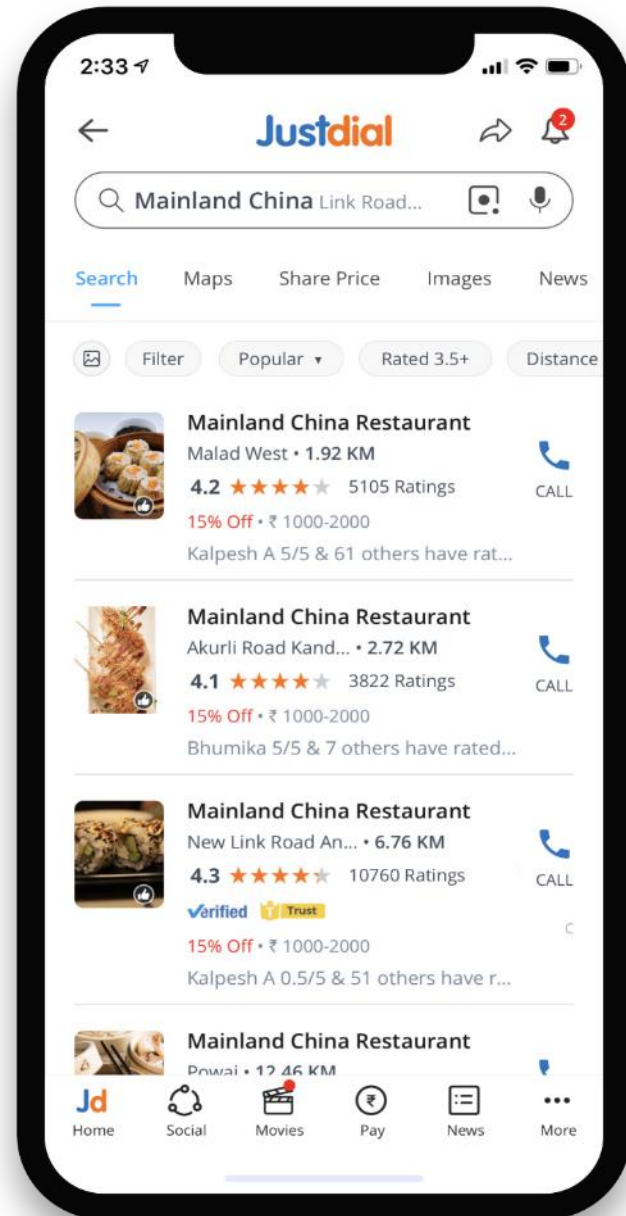 2:33
Justdial
2
Mainland China Link Road...
Search Maps Share Price Images News
Filter Popular ▾ Rated 3.5+ Distance
Mainland China Restaurant
Malad West • 1.92 KM
4.2 ★★★★★ 5105 Ratings
CALL
15% Off • ₹ 1000-2000
Kalpesh A 5/5 & 61 others have rat...
Mainland China Restaurant
Akurli Road Kand... • 2.72 KM
4.1 ★★★★★ 3822 Ratings
CALL
15% Off • ₹ 1000-2000
Bhumika 5/5 & 7 others have rated...
Mainland China Restaurant
New Link Road An... • 6.76 KM
4.3 ★★★★★ 10760 Ratings
CALL
Verified T Trust
15% Off • ₹ 1000-2000
Kalpesh A 0.5/5 & 51 others have r...
Mainland China Restaurant
Powai • 12.46 KM
Jd
Home Social Movies Pay News More